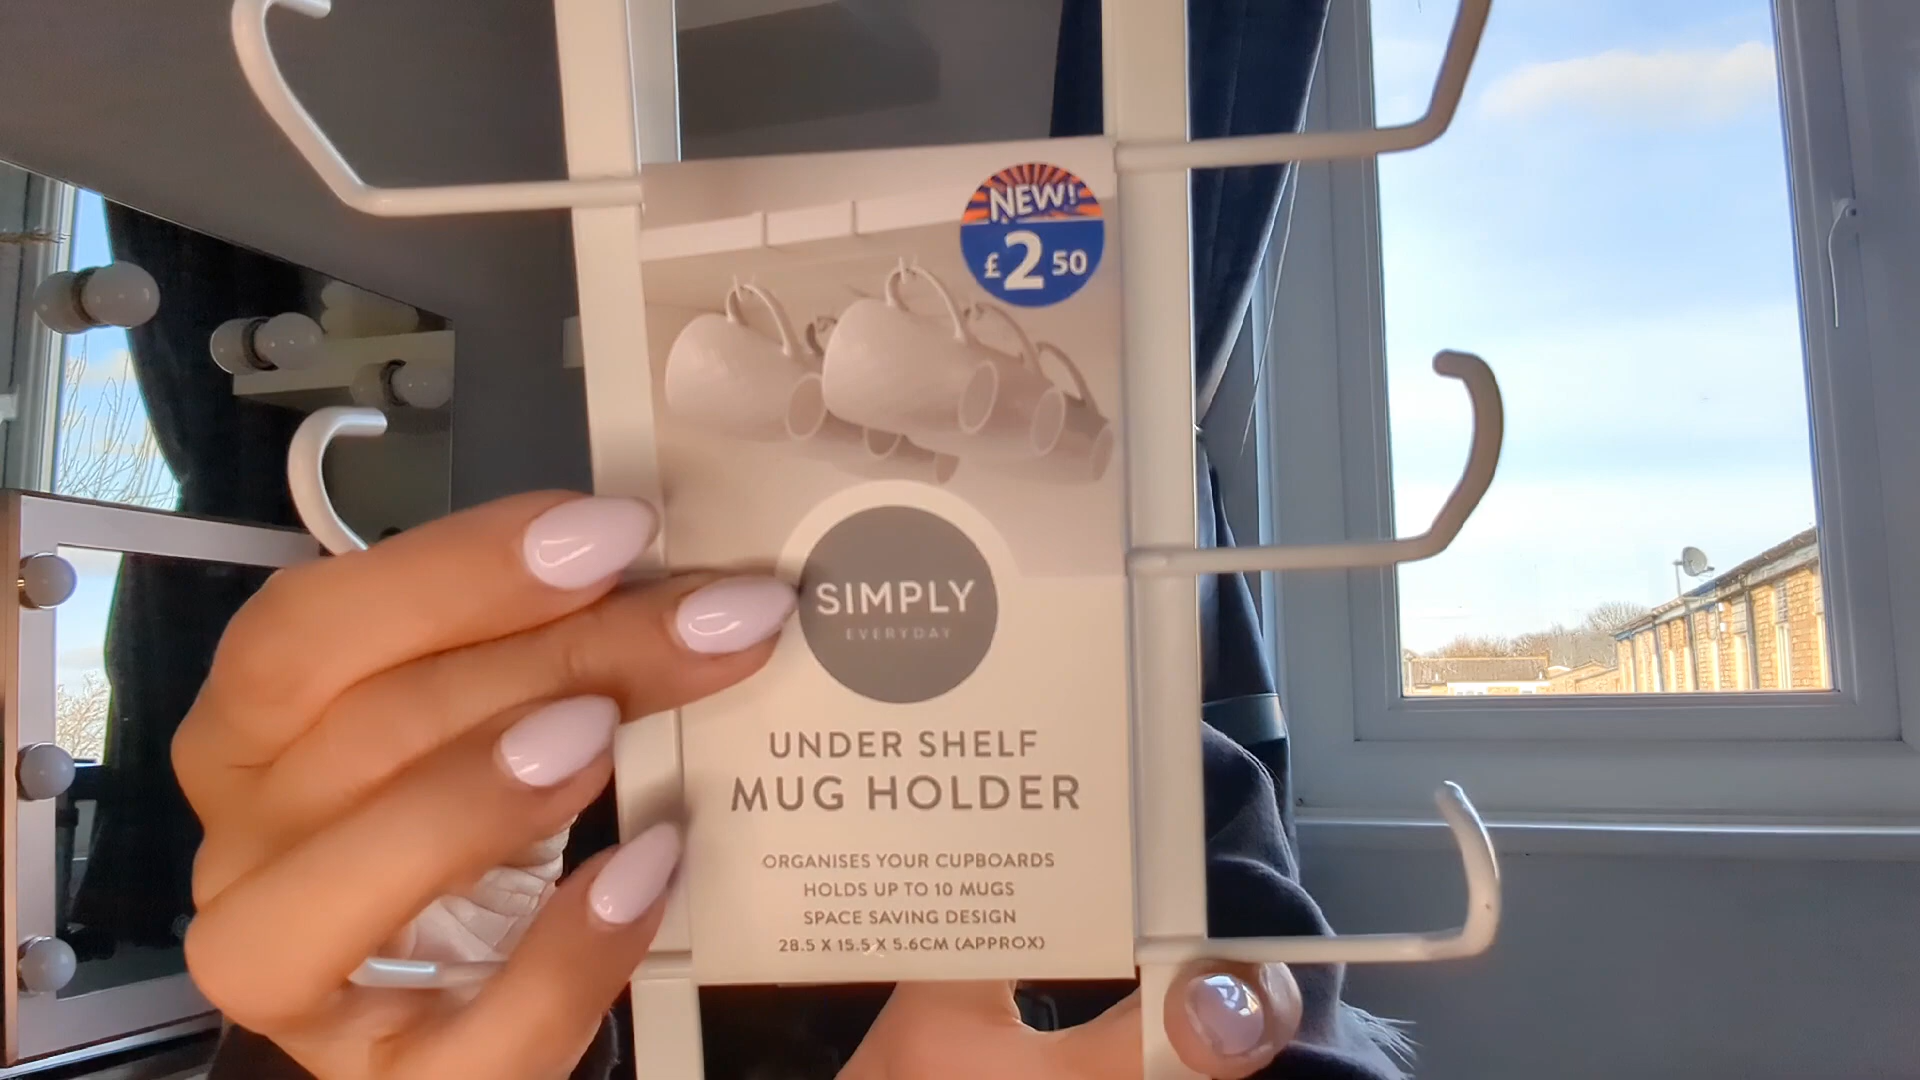 NEW!
£2 50
SIMPLY
EVERYDAY
UNDER SHELF
MUG HOLDER
ORGANISES YOUR CUPBOARDS
HOLDS UP TO 10 MUGS
SPACE SAVING DESIGN
28.5 X 15.5 X 5.6CM (APPROX)